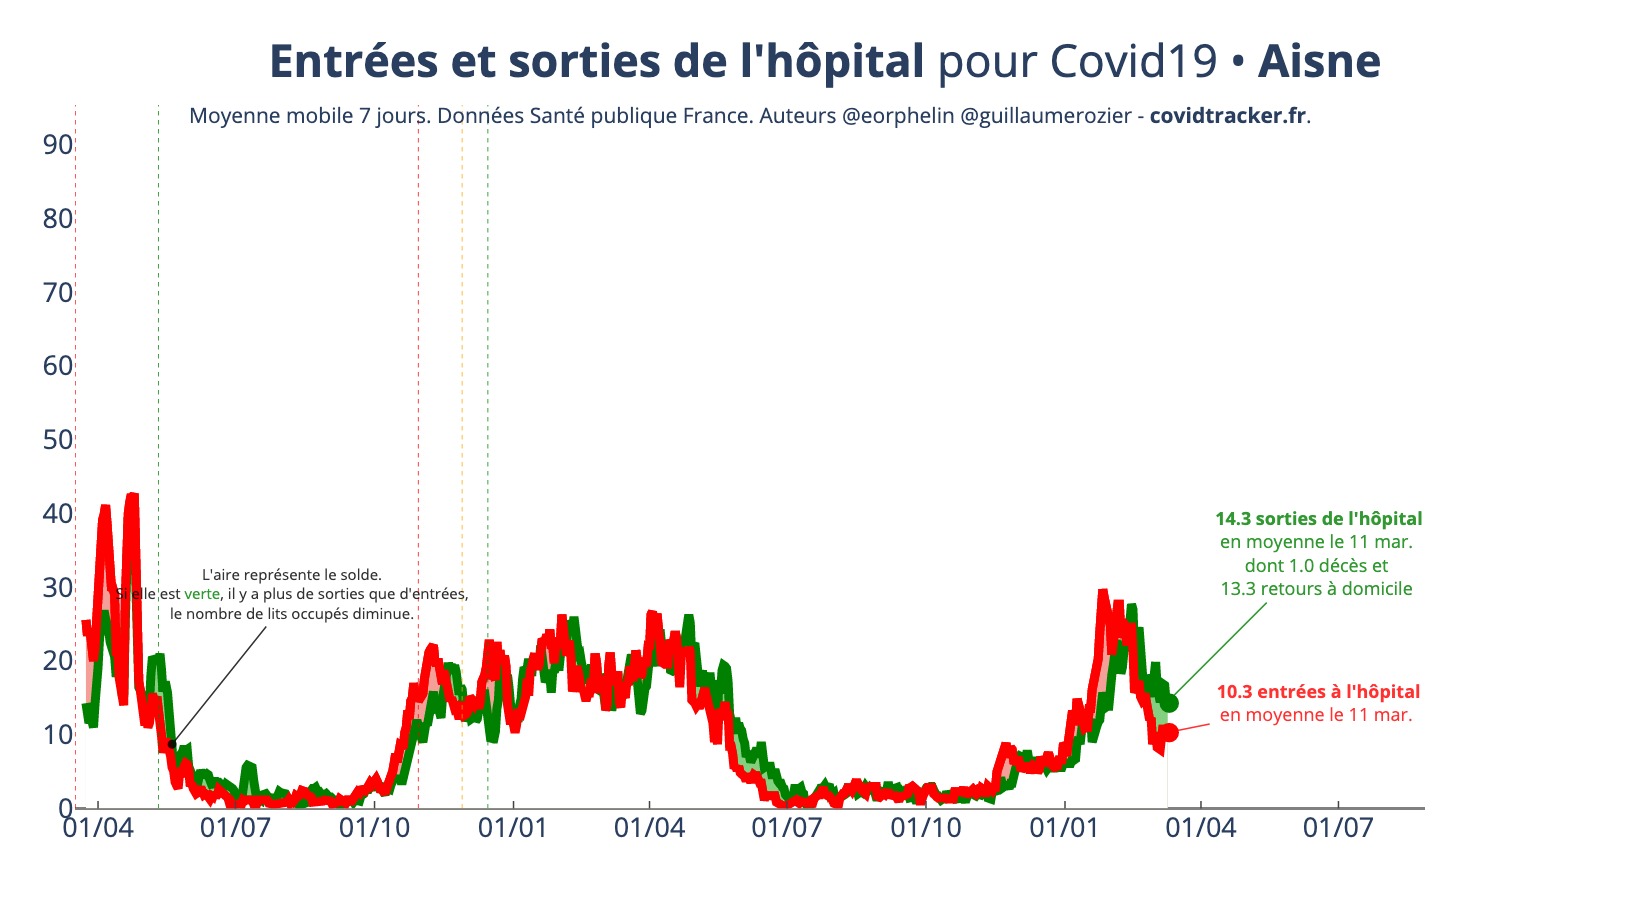 Entrées et sorties de l'hôpital pour Covid19 • Aisne
Moyenne mobile 7 jours. Données Santé publique France. Auteurs @eorphelin @guillaumerozier - covidtracker.fr.
90
80
70
60
50
40
30
20
10
0
L'aire représente le solde.
Si elle est verte, il y a plus de sorties que d'entrées,
le nombre de lits occupés diminue.
14.3 sorties de l'hôpital
en moyenne le 11 mar.
dont 1.0 décès et
13.3 retours à domicile
10.3 entrées à l'hôpital
en moyenne le 11 mar.
01/04 01/07 01/10 01/01 01/04 01/07 01/10 01/01 01/04 01/07